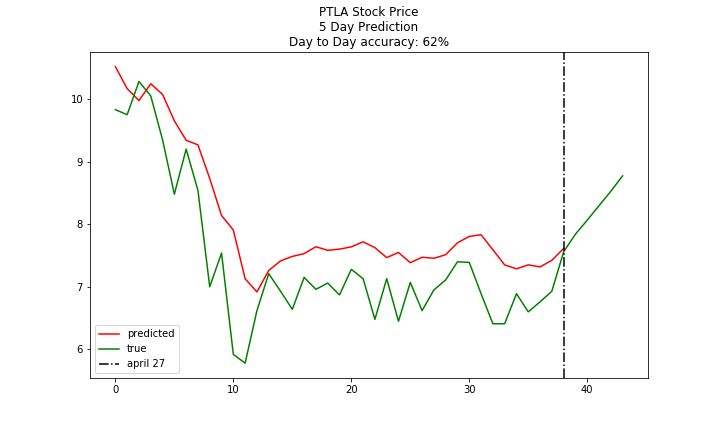 PTLA Stock Price
5 Day Prediction
Day to Day accuracy: 62%
10
9
8
7
6
predicted
true
april 27
0
10
20
30
40